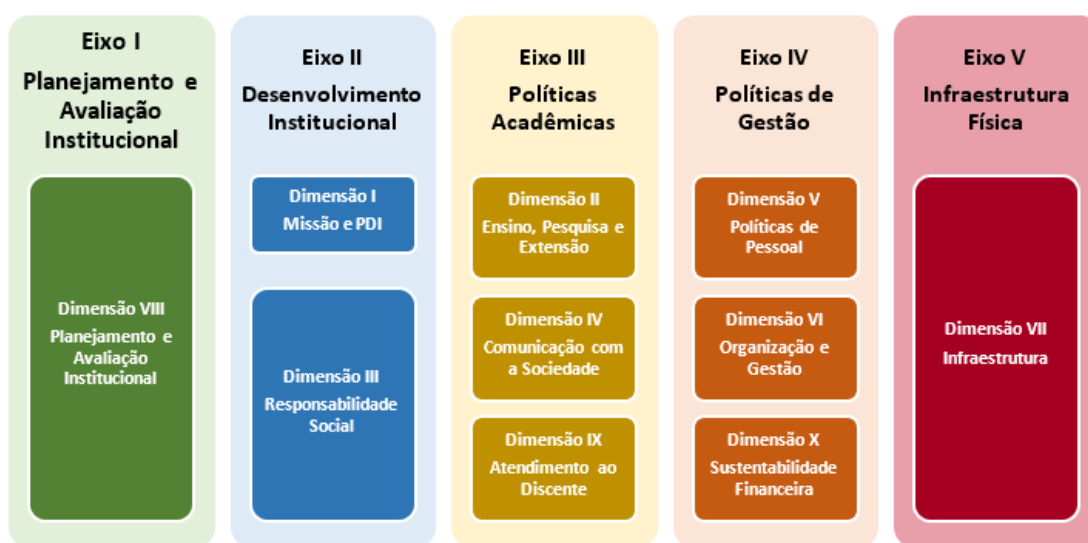 Eixo I
Planejamento e
Avaliação
Institucional
Dimensão VIII
Planejamento e
Avaliação
Institucional
Eixo II
Desenvolvimento
Institucional
Dimensão I
Missão e PDI
Dimensão III
Responsabilidade
Social
Eixo III
Políticas
Acadêmicas
Dimensão II
Ensino, Pesquisa e
Extensão
Dimensão IV
Comunicação com
a Sociedade
Dimensão IX
Atendimento ao
Discente
Eixo IV
Políticas de
Gestão
Dimensão V
Políticas de
Pessoal
Dimensão VI
Organização e
Gestão
Dimensão X
Sustentabilidade
Financeira
Eixo V
Infraestrutura
Física
Dimensão VII
Infraestrutura